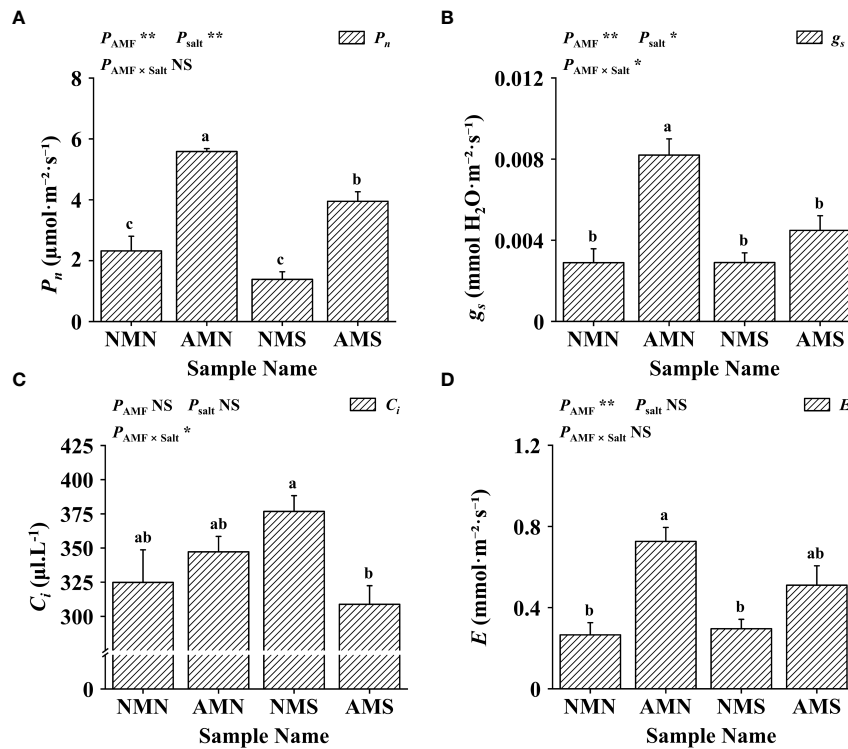 A
P_AMF ** P_salt ** P_n
P_AMF × Salt NS
P_n (µmol·m⁻²·s⁻¹)
8
6
4
2
0
c
a
c
b
NMN AMN NMS AMS
Sample Name
B
P_AMF ** P_salt * g_s
P_AMF × Salt *
g_s (mmol H₂O·m⁻²·s⁻¹)
0.012
0.008
0.004
0
b
a
b
b
NMN AMN NMS AMS
Sample Name
C
P_AMF NS P_salt NS C_i
P_AMF × Salt *
C_i (µl.L⁻¹)
425
400
375
350
325
300
0
ab
ab
a
b
NMN AMN NMS AMS
Sample Name
D
P_AMF ** P_salt NS E
P_AMF × Salt NS
E (mmol·m⁻²·s⁻¹)
1.2
0.8
0.4
0
b
a
b
ab
NMN AMN NMS AMS
Sample Name